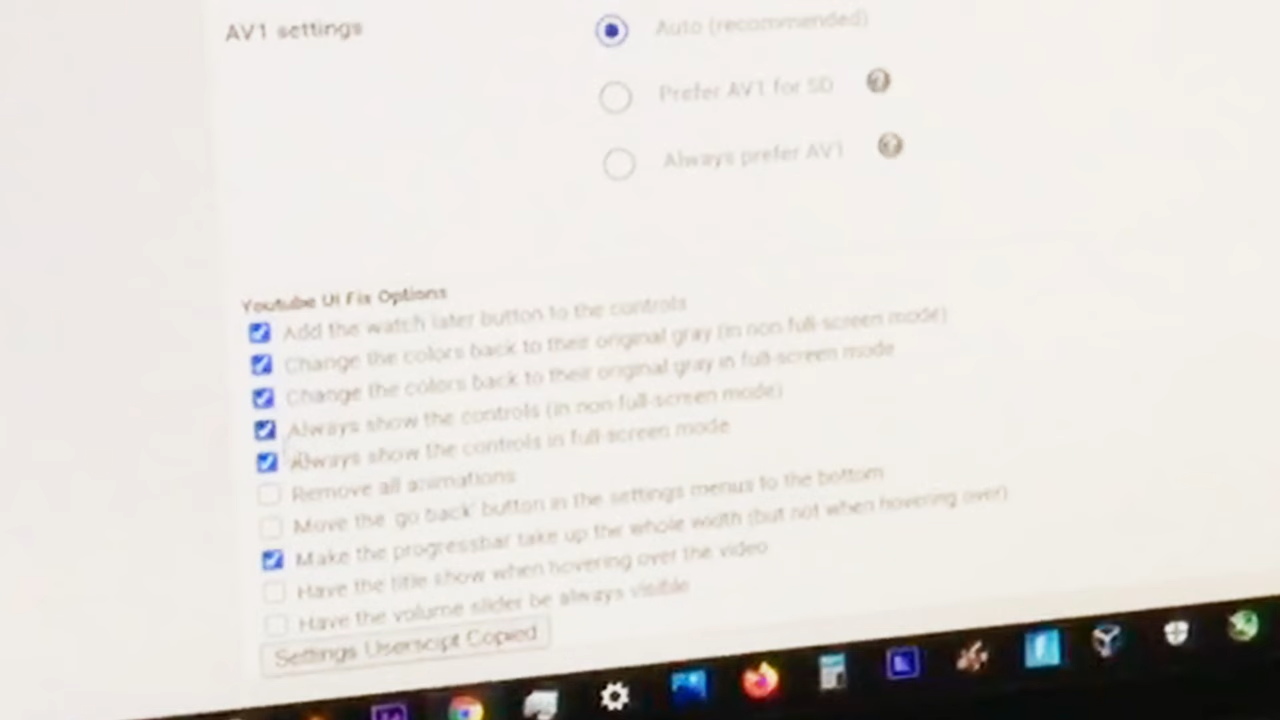 AV1 settings
Auto (recommended)
Prefer AV1 for SD
Always prefer AV1
Youtube UI Fix Options
Add the watch later button to the controls
Change the colors back to their original gray (in non full-screen mode)
Change the colors back to their original gray in full-screen mode
Always show the controls (in non-full-screen mode)
Always show the controls in full-screen mode
Remove all animations
Move the 'go back' button in the settings menus to the bottom
Make the progressbar take up the whole width (but not when hovering over)
Have the title show when hovering over the video
Have the volume slider be always visible
Settings Userscipt Copied